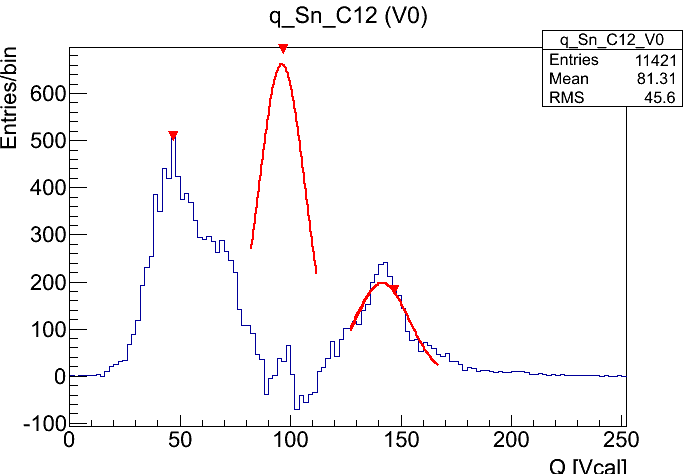 q_Sn_C12 (V0)
q_Sn_C12_V0
Entries 11421
Mean 81.31
RMS 45.6
Entries/bin
600
500
400
300
200
100
0
-100
0 50 100 150 200 250
Q [Vcal]